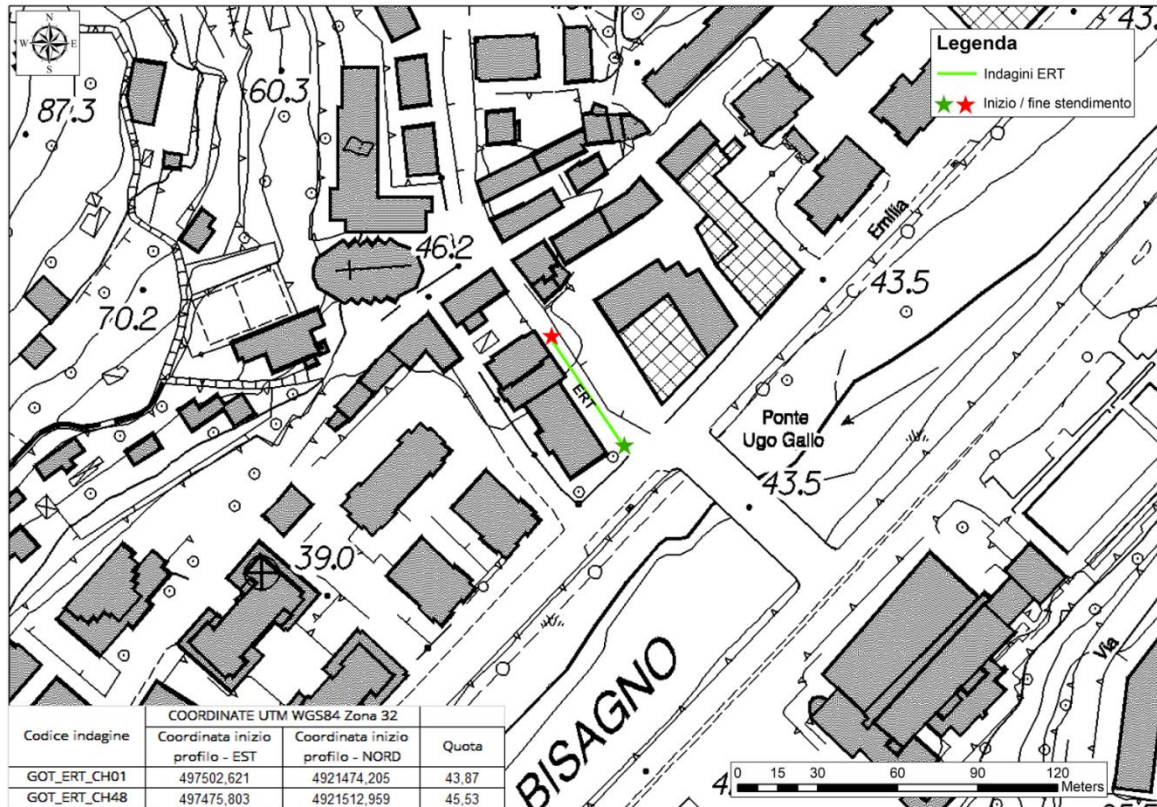 N
W E
S
87.3
60.3
43.
Legenda
Indagini ERT
Inizio / fine stendimento
46.2
Emilia
43.5
70.2
ERT
Ponte
Ugo Gallo
43.5
39.0
BISAGNO
Via
Codice indagine
COORDINATE UTM WGS84 Zona 32
Coordinata inizio profilo - EST
Coordinata inizio profilo - NORD
Quota
GOT_ERT_CH01 497502,621 4921474,205 43,87
GOT_ERT_CH48 497475,803 4921512,959 45,53
0 15 30 60 90 120
Meters